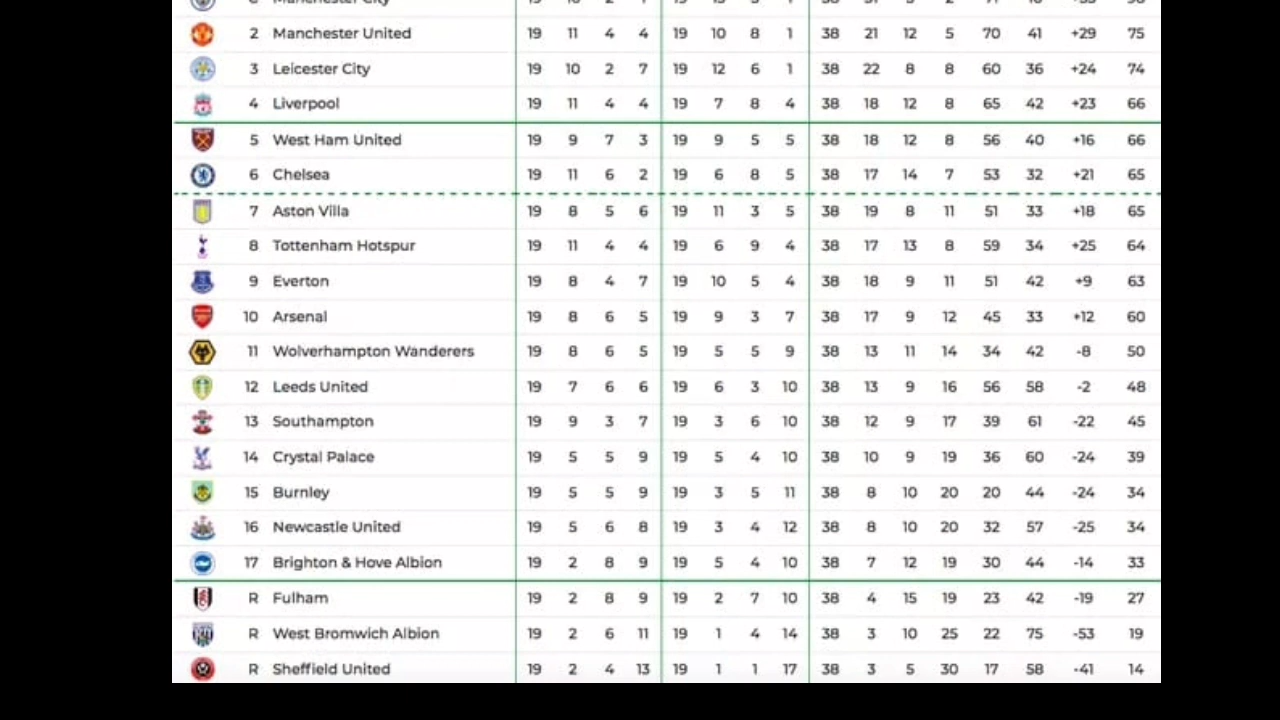 Manchester City
2 Manchester United 19 11 4 4 19 10 8 1 38 21 12 5 70 41 +29 75
3 Leicester City 19 10 2 7 19 12 6 1 38 22 8 8 60 36 +24 74
4 Liverpool 19 11 4 4 19 7 8 4 38 18 12 8 65 42 +23 66
5 West Ham United 19 9 7 3 19 9 5 5 38 18 12 8 56 40 +16 66
6 Chelsea 19 11 6 2 19 6 8 5 38 17 14 7 53 32 +21 65
7 Aston Villa 19 8 5 6 19 11 3 5 38 19 8 11 51 33 +18 65
8 Tottenham Hotspur 19 11 4 4 19 6 9 4 38 17 13 8 59 34 +25 64
9 Everton 19 8 4 7 19 10 5 4 38 18 9 11 51 42 +9 63
10 Arsenal 19 8 6 5 19 9 3 7 38 17 9 12 45 33 +12 60
11 Wolverhampton Wanderers 19 8 6 5 19 5 5 9 38 13 11 14 34 42 -8 50
12 Leeds United 19 7 6 6 19 6 3 10 38 13 9 16 56 58 -2 48
13 Southampton 19 9 3 7 19 3 6 10 38 12 9 17 39 61 -22 45
14 Crystal Palace 19 5 5 9 19 5 4 10 38 10 9 19 36 60 -24 39
15 Burnley 19 5 5 9 19 3 5 11 38 8 10 20 20 44 -24 34
16 Newcastle United 19 5 6 8 19 3 4 12 38 8 10 20 32 57 -25 34
17 Brighton & Hove Albion 19 2 8 9 19 5 4 10 38 7 12 19 30 44 -14 33
R Fulham 19 2 8 9 19 2 7 10 38 4 15 19 23 42 -19 27
R West Bromwich Albion 19 2 6 11 19 1 4 14 38 3 10 25 22 75 -53 19
R Sheffield United 19 2 4 13 19 1 1 17 38 3 5 30 17 58 -41 14